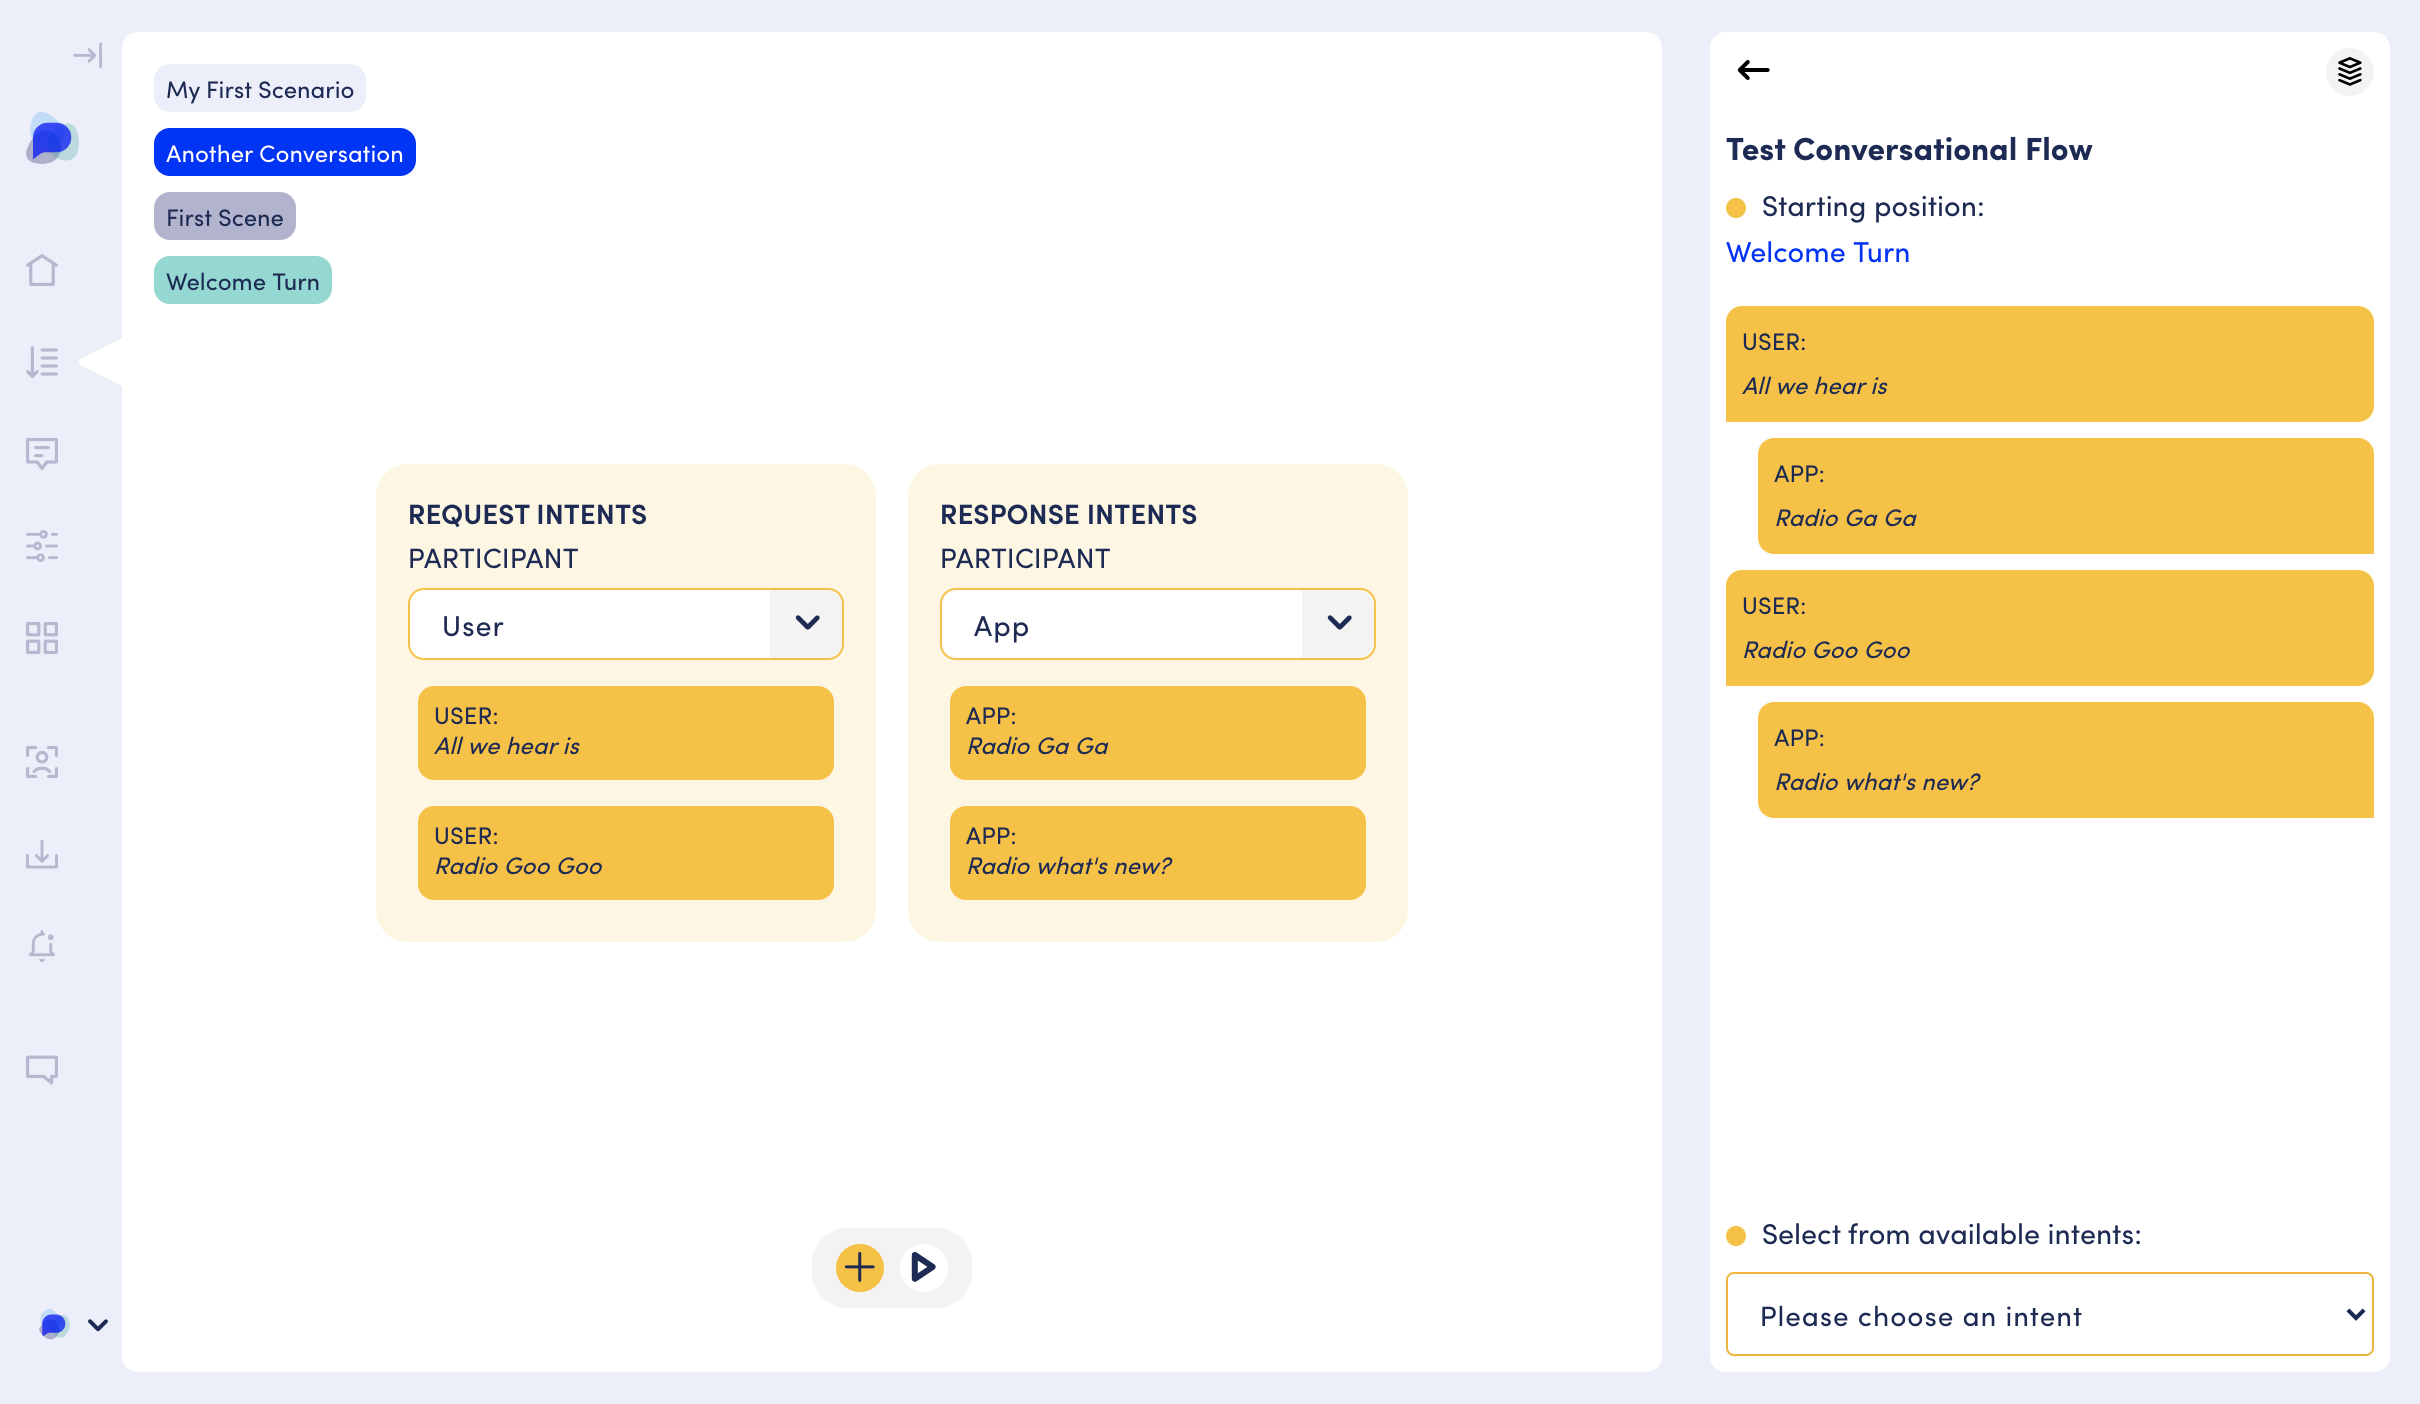 My First Scenario
Another Conversation
First Scene
Welcome Turn
REQUEST INTENTS
PARTICIPANT
User
USER:
All we hear is
USER:
Radio Goo Goo
RESPONSE INTENTS
PARTICIPANT
App
APP:
Radio Ga Ga
APP:
Radio what's new?
Test Conversational Flow
Starting position:
Welcome Turn
USER:
All we hear is
APP:
Radio Ga Ga
USER:
Radio Goo Goo
APP:
Radio what's new?
Select from available intents:
Please choose an intent